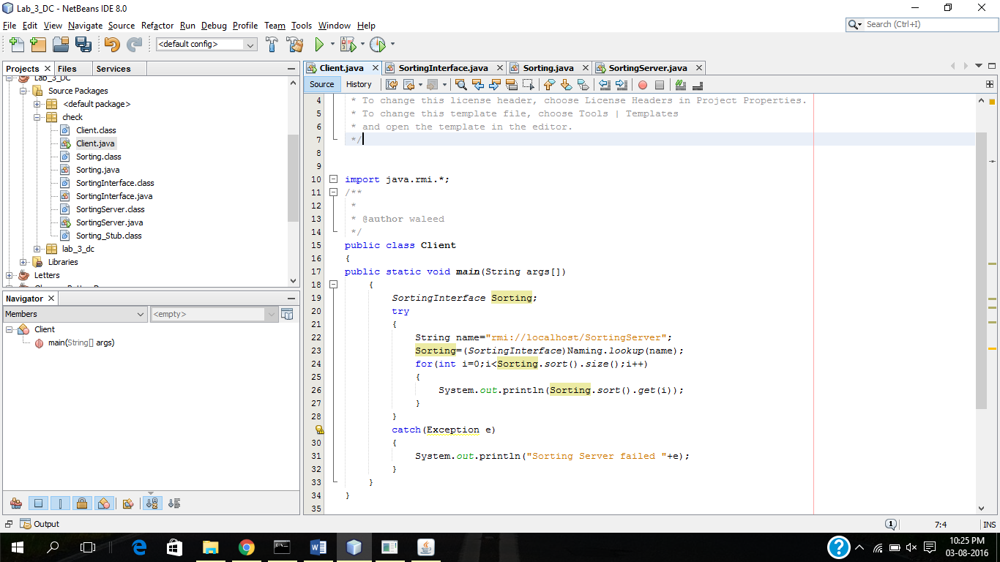 Lab_3_DC - NetBeans IDE 8.0
File Edit View Navigate Source Refactor Run Debug Profile Team Tools Window Help
Search (Ctrl+I)
<default config>
Projects Files Services
Lab_3_DC
Source Packages
<default package>
check
Client.class
Client.java
Sorting.class
Sorting.java
SortingInterface.class
SortingInterface.java
SortingServer.class
SortingServer.java
Sorting_Stub.class
lab_3_dc
Libraries
Letters
Navigator
Members
<empty>
Client
main(String[] args)
Client.java SortingInterface.java Sorting.java SortingServer.java
Source History
4 * To change this license header, choose License Headers in Project Properties.
5 * To change this template file, choose Tools | Templates
6 * and open the template in the editor.
7 */
8
9
10 import java.rmi.*;
11 /**
12 *
13 * @author waleed
14 */
15 public class Client
16 {
17 public static void main(String args[])
18 {
19 SortingInterface Sorting;
20 try
21 {
22 String name="rmi://localhost/SortingServer";
23 Sorting=(SortingInterface)Naming.lookup(name);
24 for(int i=0;i<Sorting.sort().size();i++)
25 {
26 System.out.println(Sorting.sort().get(i));
27 }
28 }
catch(Exception e)
30 {
31 System.out.println("Sorting Server failed "+e);
32 }
33 }
34 }
35
Output
1
7:4
INS
10:25 PM
03-08-2016